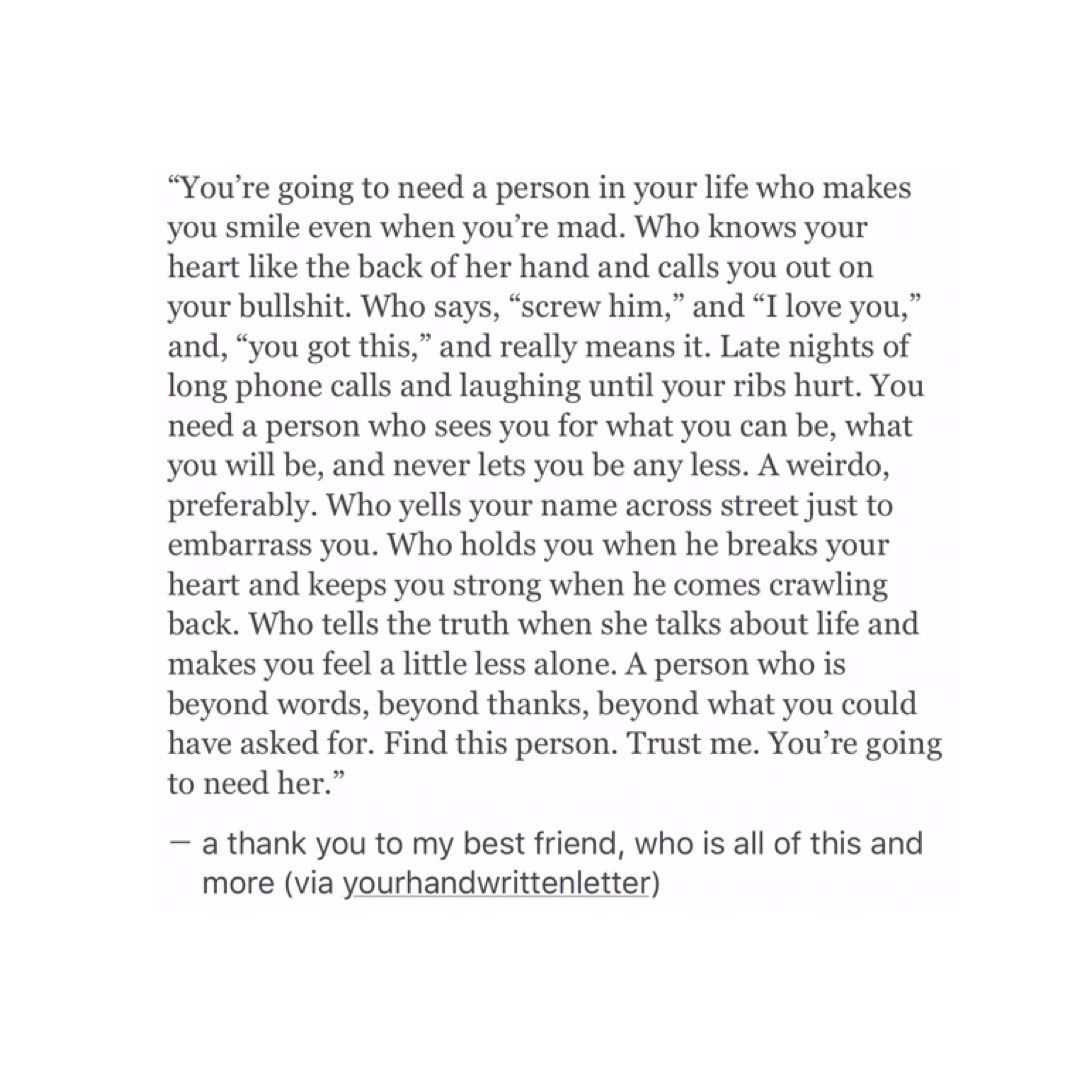 “You’re going to need a person in your life who makes
you smile even when you’re mad. Who knows your
heart like the back of her hand and calls you out on
your bullshit. Who says, “screw him,” and “I love you,”
and, “you got this,” and really means it. Late nights of
long phone calls and laughing until your ribs hurt. You
need a person who sees you for what you can be, what
you will be, and never lets you be any less. A weirdo,
preferably. Who yells your name across street just to
embarrass you. Who holds you when he breaks your
heart and keeps you strong when he comes crawling
back. Who tells the truth when she talks about life and
makes you feel a little less alone. A person who is
beyond words, beyond thanks, beyond what you could
have asked for. Find this person. Trust me. You’re going
to need her.”
— a thank you to my best friend, who is all of this and
more (via yourhandwrittenletter)